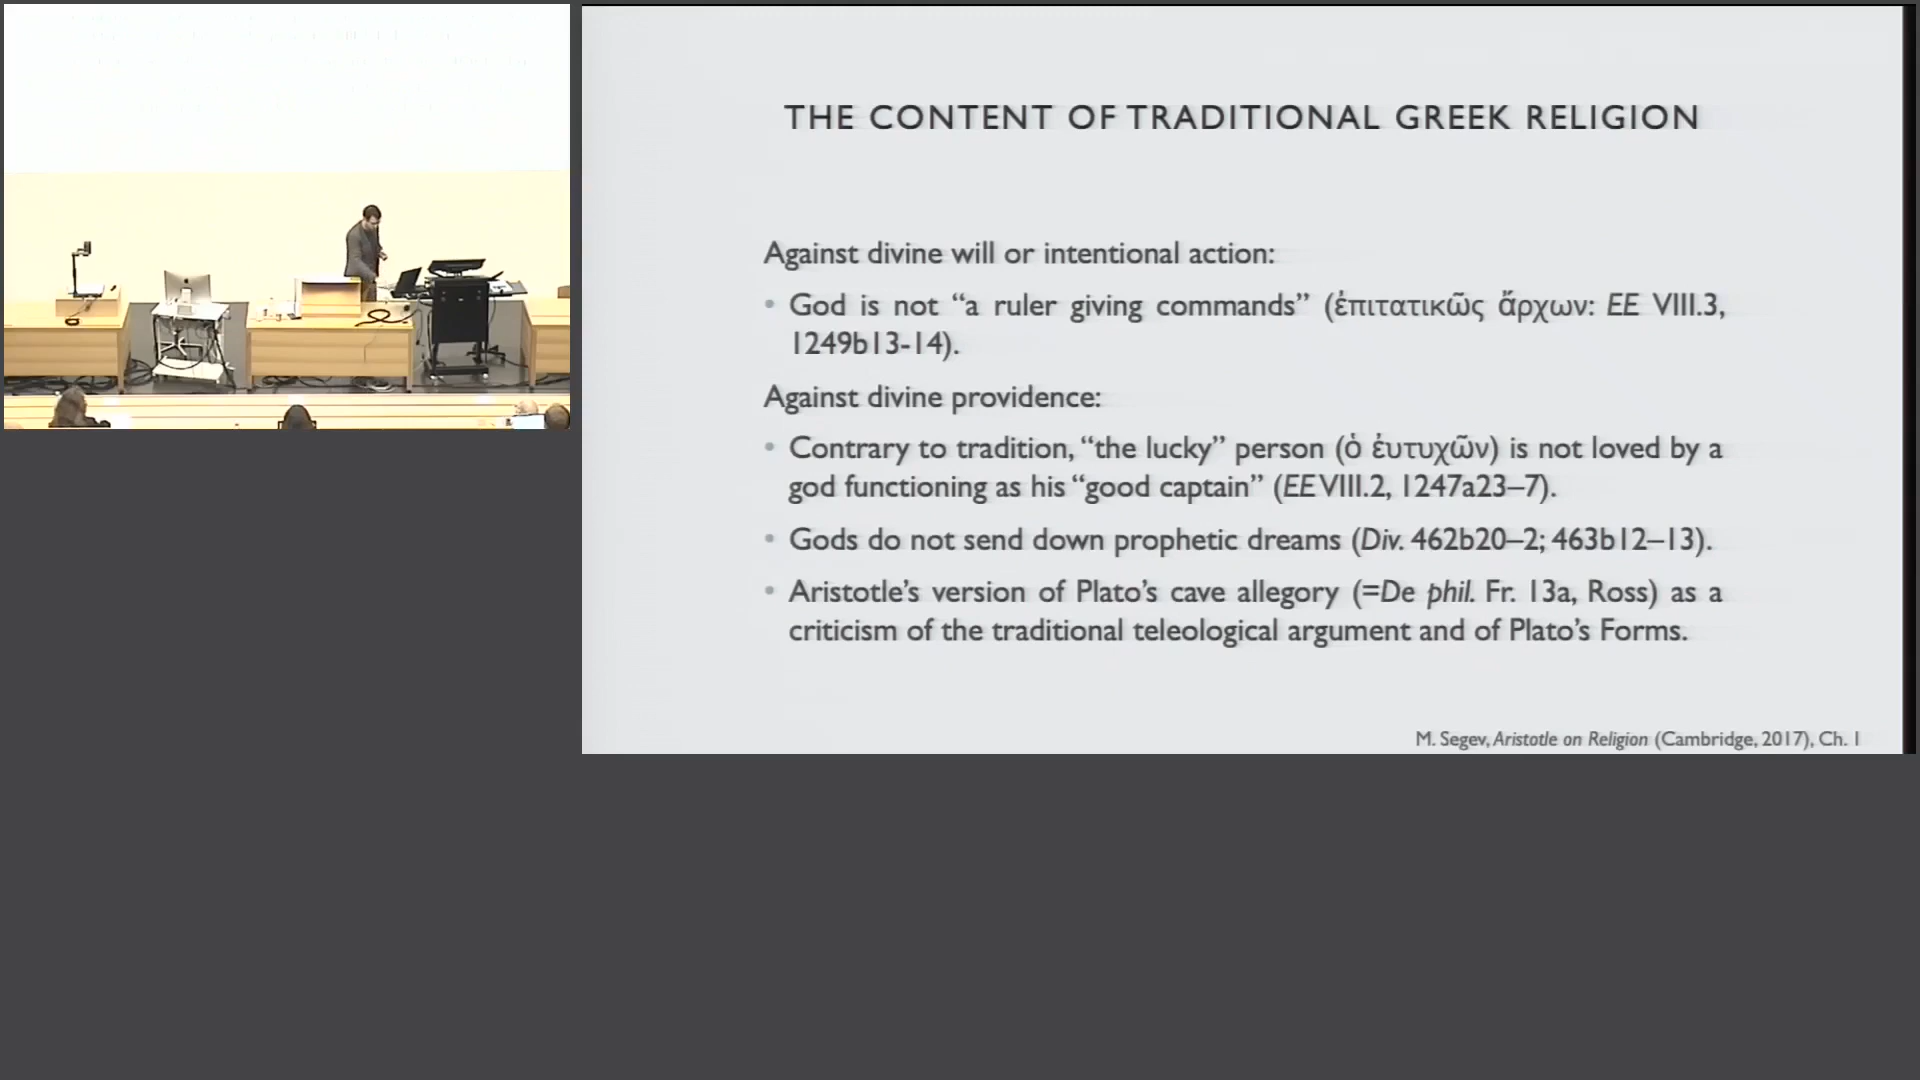 THE CONTENT OF TRADITIONAL GREEK RELIGION
Against divine will or intentional action:
• God is not “a ruler giving commands” (ἐπιτατικῶς ἄρχων: EE VIII.3,
1249b13-14).
Against divine providence:
• Contrary to tradition, “the lucky” person (ὁ ἐυτυχῶν) is not loved by a
god functioning as his “good captain” (EE VIII.2, 1247a23–7).
• Gods do not send down prophetic dreams (Div. 462b20–2; 463b12–13).
• Aristotle’s version of Plato’s cave allegory (=De phil. Fr. 13a, Ross) as a
criticism of the traditional teleological argument and of Plato’s Forms.
M. Segev, Aristotle on Religion (Cambridge, 2017), Ch. 1